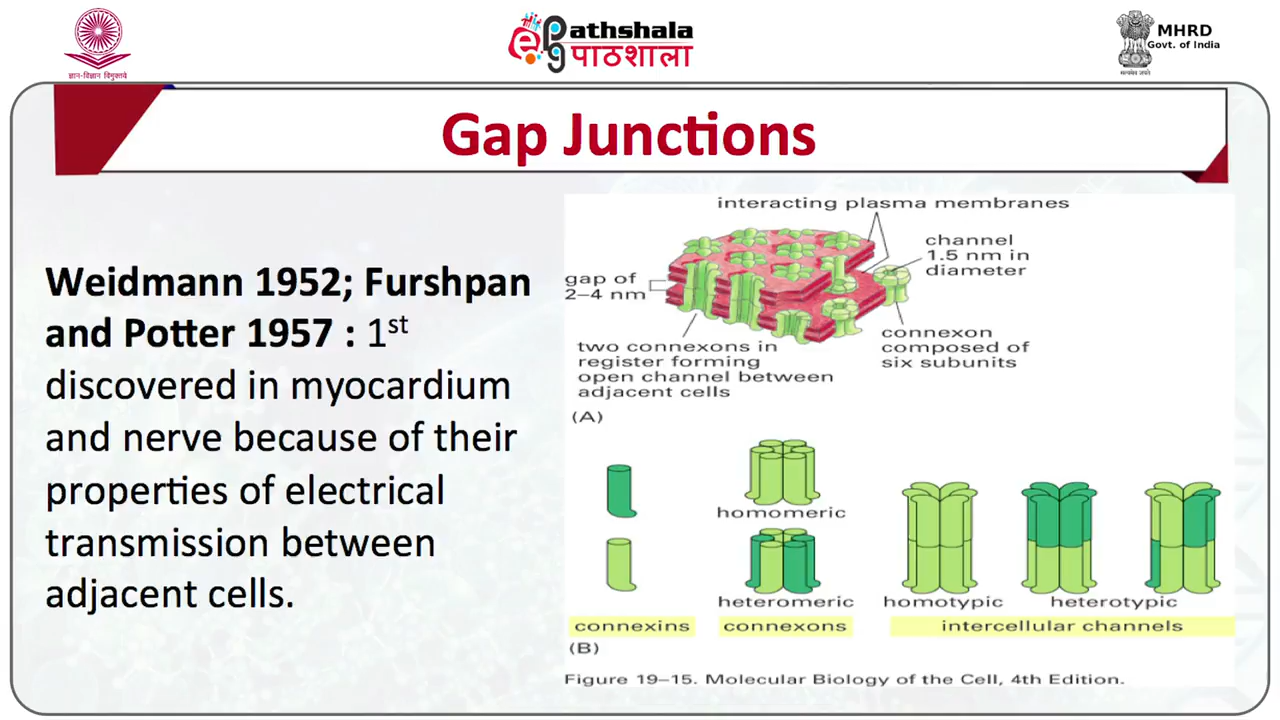 ज्ञान-विज्ञान विमुक्तये
Pathshala
पाठशाला
MHRD
Govt. of India
सत्यमेव जयते
Gap Junctions
Weidmann 1952; Furshpan
and Potter 1957 : 1st
discovered in myocardium
and nerve because of their
properties of electrical
transmission between
adjacent cells.
interacting plasma membranes
channel
1.5 nm in
diameter
gap of
2–4 nm
connexon
composed of
six subunits
two connexons in
register forming
open channel between
adjacent cells
(A)
homomeric
heteromeric
homotypic
heterotypic
connexins
connexons
intercellular channels
(B)
Figure 19–15. Molecular Biology of the Cell, 4th Edition.